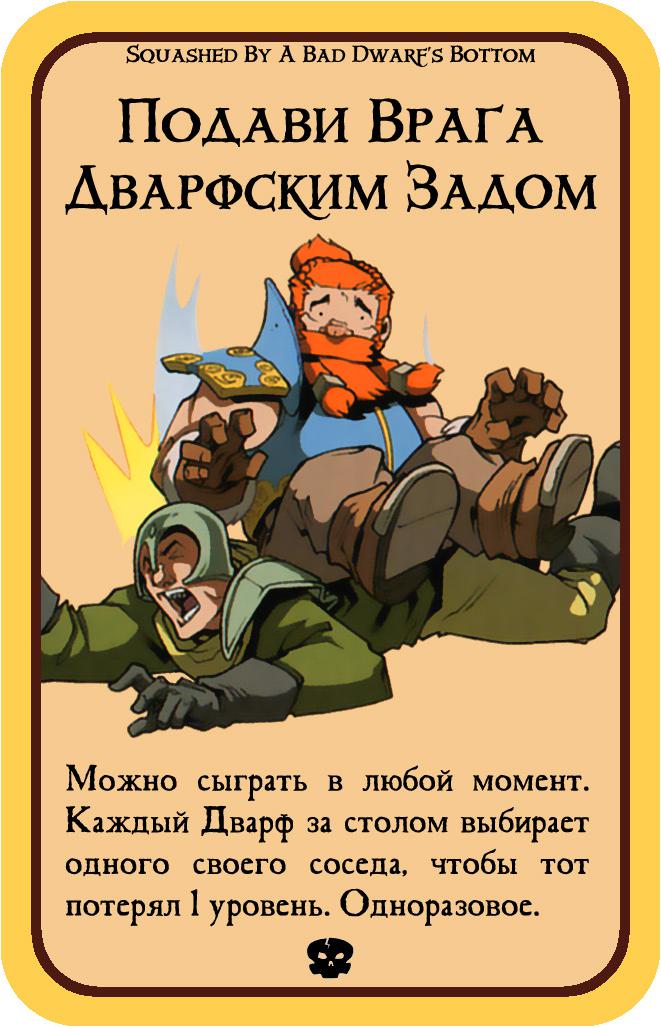 Squashed By A Bad Dwarf's Bottom
Подави Врага
Дварфским Задом
Можно сыграть в любой момент.
Каждый Дварф за столом выбирает
одного своего соседа, чтобы тот
потерял 1 уровень. Одноразовое.